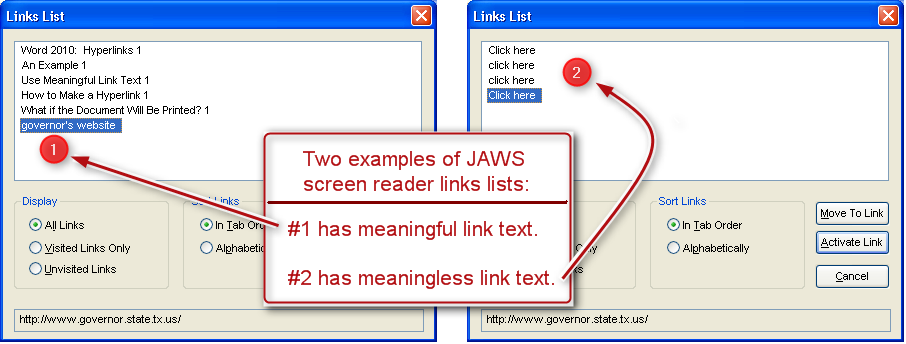 Links List
Word 2010:  Hyperlinks 1
An Example 1
Use Meaningful Link Text 1
How to Make a Hyperlink 1
What if the Document Will Be Printed? 1
governor's website
1
Display
All Links
Visited Links Only
Unvisited Links
Sort Links
In Tab Order
Alphabetically
http://www.governor.state.tx.us/
Two examples of JAWS
screen reader links lists:
#1 has meaningful link text.
#2 has meaningless link text.
Links List
Click here
click here
click here
Click here
2
Sort Links
In Tab Order
Alphabetically
Move To Link
Activate Link
Cancel
http://www.governor.state.tx.us/